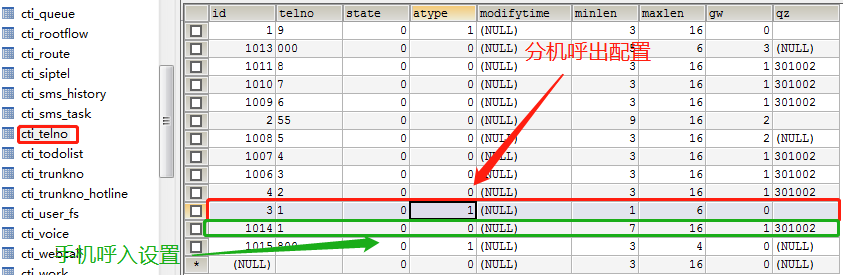 cti_queue
cti_rootflow
cti_route
cti_siptel
cti_sms_history
cti_sms_task
cti_telno
cti_todolist
cti_trunkno
cti_trunkno_hotline
cti_user_fs
cti_voice
cti_webcall
cti_work
手机呼入设置
分机呼出配置
id telno state atype modifytime minlen maxlen gw qz
1 9 0 1 (NULL) 3 16 0
1013 000 0 0 (NULL) 6 3 (NULL)
1011 8 0 0 (NULL) 3 16 1 301002
1010 7 0 0 (NULL) 3 16 1 301002
1009 6 0 0 (NULL) 3 16 1 301002
2 55 0 0 (NULL) 9 16 2
1008 5 0 0 (NULL) 3 16 2 (NULL)
1007 4 0 0 (NULL) 3 16 1 301002
1006 3 0 0 (NULL) 3 16 1 301002
4 2 0 0 (NULL) 3 16 1 301002
3 1 0 1 (NULL) 1 6 0
1014 1 0 0 (NULL) 7 16 1 301002
1015 800 0 1 (NULL) 3 4 0 (NULL)
* (NULL) 0 0 (NULL) 3 16 0 (NULL)